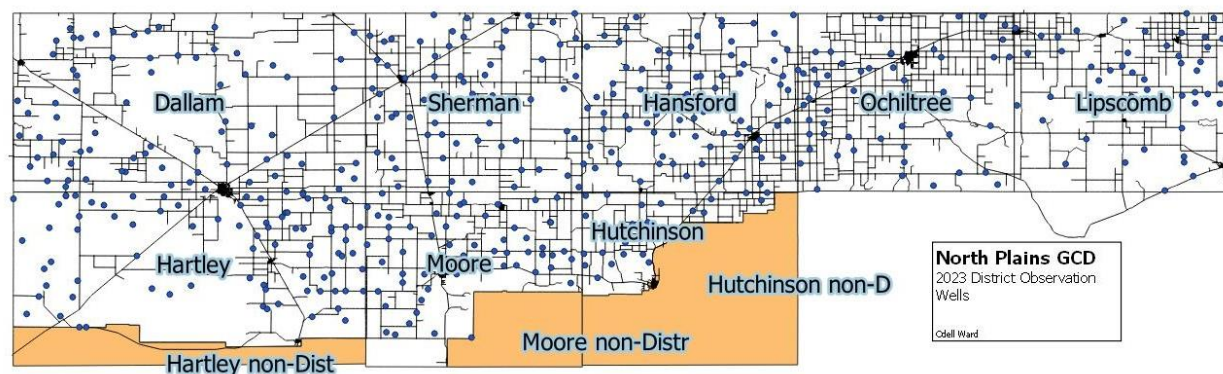 Dallam
Sherman
Hansford
Ochiltree
Lipscomb
Hartley
Moore
Hutchinson
Hutchinson non-D
Moore non-Distr
Hartley non-Dist
North Plains GCD
2023 District Observation
Wells
Odell Ward